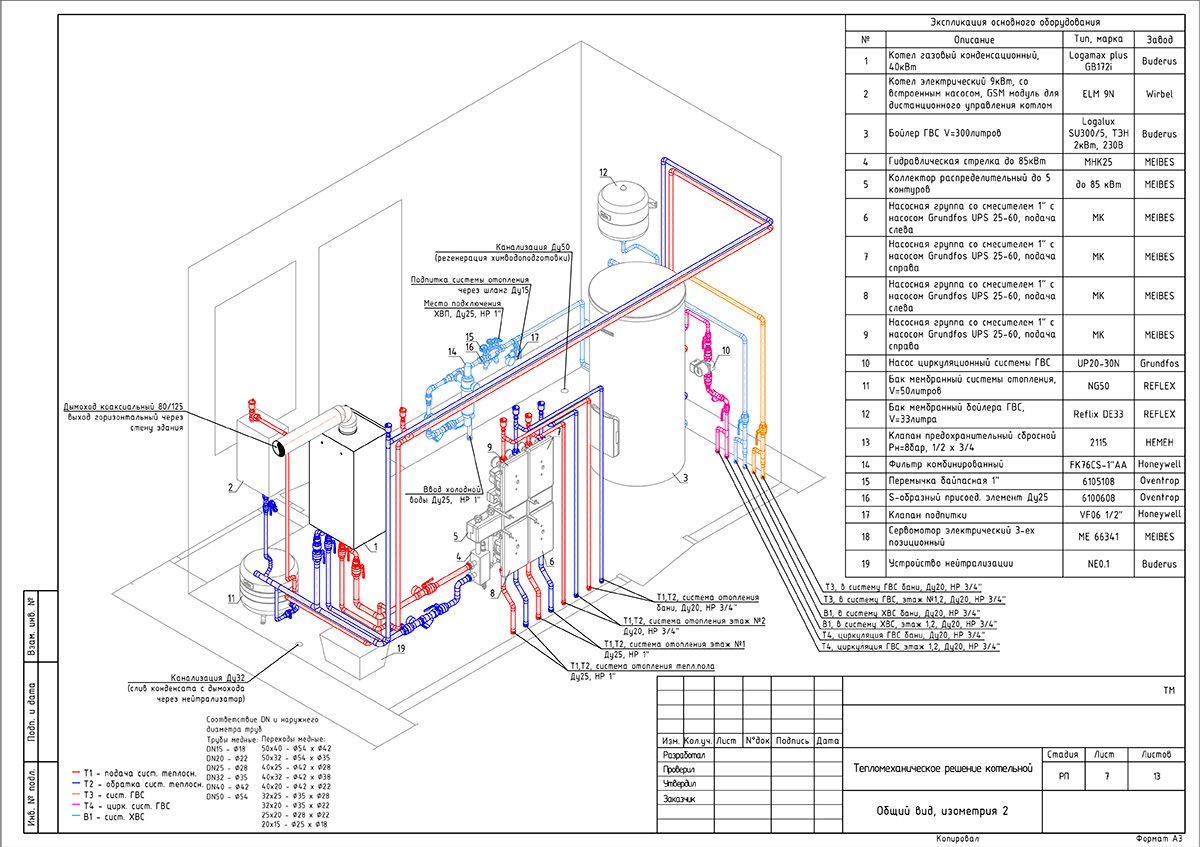 Экспликация основного оборудования
№ Описание Тип, марка Завод
1 Котел газовый конденсационный, 40кВт Logamax plus GB172i Buderus
2 Котел электрический 9кВт, со встроенным насосом, GSM модуль для дистанционного управления котлом ELM 9N Wirbel
3 Бойлер ГВС V=300литров Logalux SU300/5, ТЭН 2кВт, 230В Buderus
4 Гидравлическая стрелка до 85кВт MHK25 MEIBES
5 Коллектор распределительный до 5 контуров до 85 кВт MEIBES
6 Насосная группа со смесителем 1" с насосом Grundfos UPS 25-60, подача слева МК MEIBES
7 Насосная группа со смесителем 1" с насосом Grundfos UPS 25-60, подача справа МК MEIBES
8 Насосная группа со смесителем 1" с насосом Grundfos UPS 25-60, подача слева МК MEIBES
9 Насосная группа со смесителем 1" с насосом Grundfos UPS 25-60, подача справа МК MEIBES
10 Насос циркуляционный системы ГВС UP20-30N Grundfos
11 Бак мембранный системы отопления, V=50литров NG50 REFLEX
12 Бак мембранный бойлера ГВС, V=33литра Reflix DE33 REFLEX
13 Клапан предохранительный сбросной Рн=8бар, 1/2 x 3/4 2115 НЕМЕН
14 Фильтр комбинированный FK76CS-1"AA Honeywell
15 Перемычка байпасная 1" 6105108 Oventrop
16 S-образный присоед. элемент Ду25 6100608 Oventrop
17 Клапан подпитки VF06 1/2" Honeywell
18 Сервомотор электрический 3-ех позиционный ME 66341 MEIBES
19 Устройство нейтрализации NE0.1 Buderus
12
Канализация Ду50
(регенерация химводоподготовки)
Подпитка системы отопления
через шланг Ду15
Место подключения
ХВП, Ду25, НР 1"
15
16
17
14
10
Дымоход коаксиальный 80/125
выход горизонтальный через
стену здания
9
7
2
Ввод холодной
воды Ду25, НР 1"
3
5
1
4
6
8
11
19
Т3, в систему ГВС бани, Ду20, НР 3/4"
Т3, в систему ГВС, этаж №1,2, Ду20, НР 3/4"
В1, в систему ХВС бани, Ду20, НР 3/4"
В1, в систему ХВС, этаж 1,2, Ду20, НР 3/4"
Т4, циркуляция ГВС бани, Ду20, НР 3/4"
Т4, циркуляция ГВС этаж 1,2, Ду20, НР 3/4"
Т1,Т2, система отопления
бани, Ду20, НР 3/4"
Т1,Т2, система отопления этаж №2
Ду20, НР 3/4"
Т1,Т2, система отопления этаж №1
Ду25, НР 1"
Т1,Т2, система отопления тепл.пола
Ду25, НР 1"
Канализация Ду32
(слив конденсата с дымохода
через нейтрализатор)
Соответствие DN и наружнего
диаметра труб
Трубы медные: Переходы медные:
DN15 - Ø18 50x40 - Ø54 x Ø42
DN20 - Ø22 50x32 - Ø54 x Ø35
DN25 - Ø28 40x25 - Ø42 x Ø28
DN32 - Ø35 40x32 - Ø42 x Ø38
DN40 - Ø42 40x20 - Ø42 x Ø22
DN50 - Ø54 32x25 - Ø35 x Ø28
32x20 - Ø35 x Ø22
25x20 - Ø28 x Ø22
20x15 - Ø25 x Ø18
Т1 - подача сист. теплосн.
Т2 - обратка сист. теплосн.
Т3 - сист. ГВС
Т4 - цирк. сист. ГВС
В1 - сист. ХВС
Взам. инв. №
Подп. и дата
Инв. № подл.
ТМ
Изм. Кол.уч. Лист №док Подпись Дата
Разработал
Проверил
Утвердил
Заказчик
Тепломеханическое решение котельной
Стадия Лист Листов
РП 7 13
Общий вид, изометрия 2
Копировал Формат А3